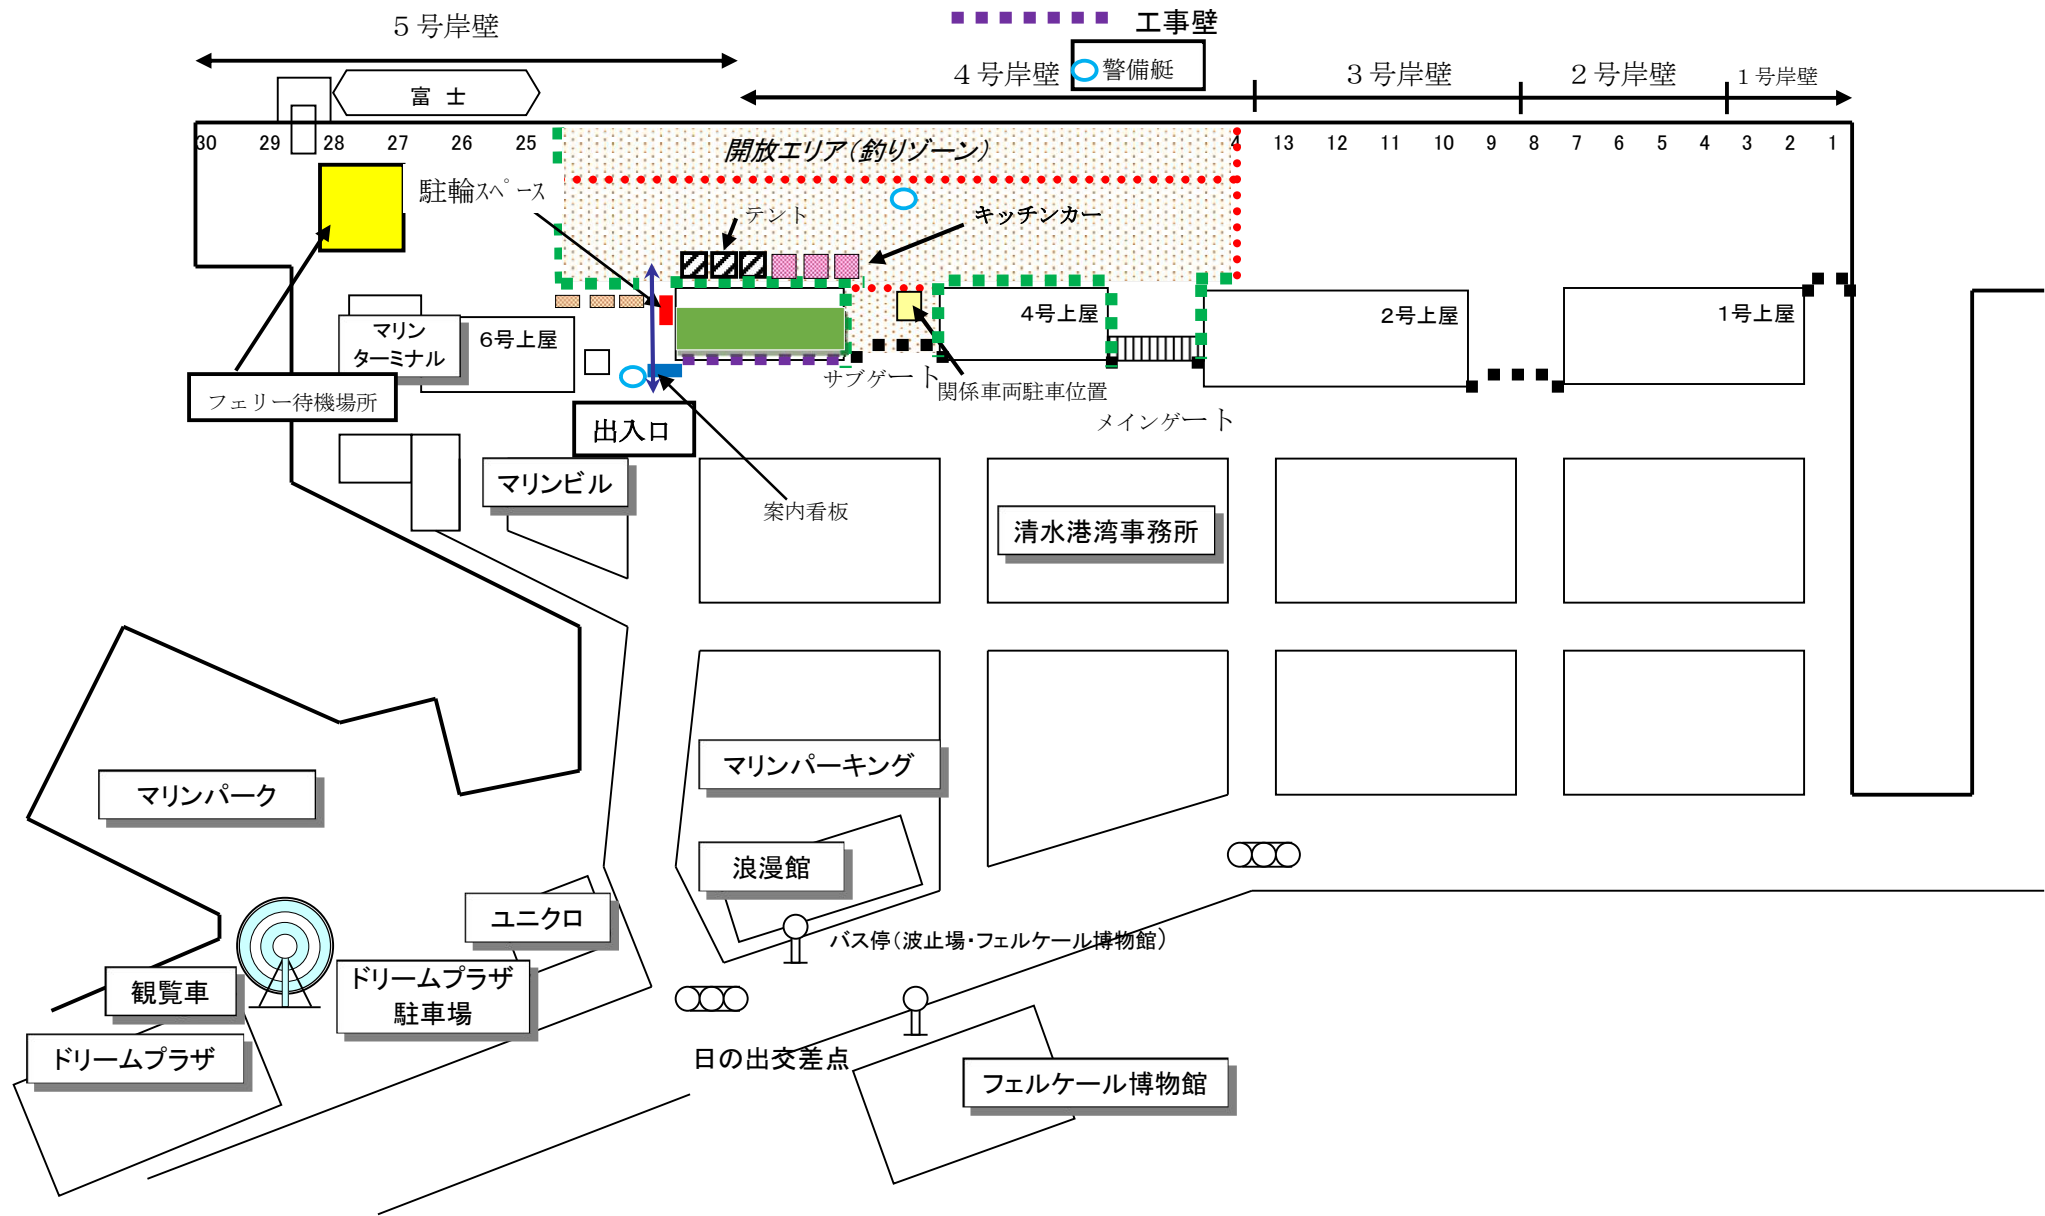 ５号岸壁
工事壁
４号岸壁
警備艇
３号岸壁
２号岸壁
１号岸壁
富 士
30 29 28 27 26 25 4 13 12 11 10 9 8 7 6 5 4 3 2 1
開放エリア（釣りゾーン）
駐輪ｽﾍﾟｰｽ
テント
キッチンカー
マリン
ターミナル
6号上屋
4号上屋
2号上屋
1号上屋
フェリー待機場所
サブゲート
関係車両駐車位置
メインゲート
出入口
マリンビル
案内看板
清水港湾事務所
マリンパーキング
マリンパーク
浪漫館
ユニクロ
バス停（波止場・フェルケール博物館）
観覧車
ドリームプラザ
駐車場
ドリームプラザ
日の出交差点
フェルケール博物館